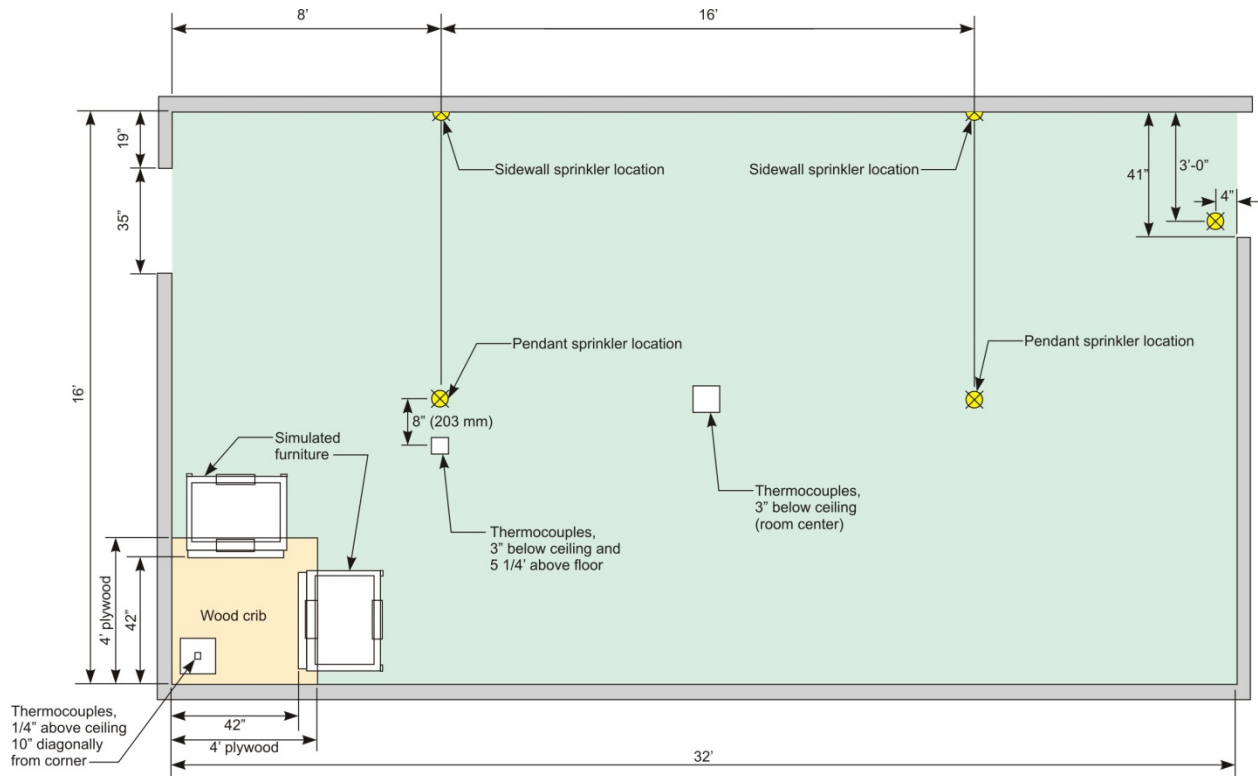 8'
16'
19"
35"
16'
Sidewall sprinkler location
Sidewall sprinkler location
41"
3'-0"
4"
Pendant sprinkler location
Pendant sprinkler location
8" (203 mm)
Simulated
furniture
Thermocouples,
3" below ceiling and
5 1/4' above floor
Thermocouples,
3" below ceiling
(room center)
4' plywood
42"
Wood crib
Thermocouples,
1/4" above ceiling
10" diagonally
from corner
42"
4' plywood
32'